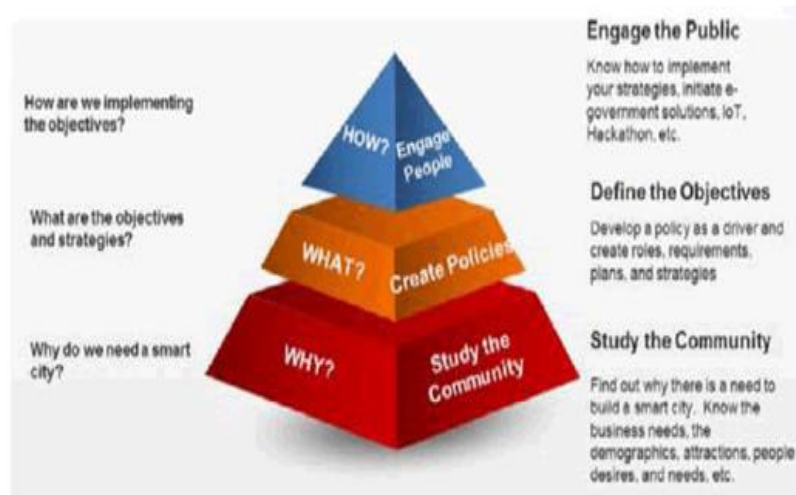 How are we implementing
the objectives?
HOW?
Engage
People
Engage the Public
Know how to implement
your strategies, initiate e-
government solutions, IoT,
Hackathon, etc.
What are the objectives
and strategies?
WHAT?
Create Policies
Define the Objectives
Develop a policy as a driver and
create roles, requirements,
plans, and strategies
Why do we need a smart
city?
WHY?
Study the
Community
Study the Community
Find out why there is a need to
build a smart city. Know the
business needs, the
demographics, attractions, people
desires, and needs, etc.